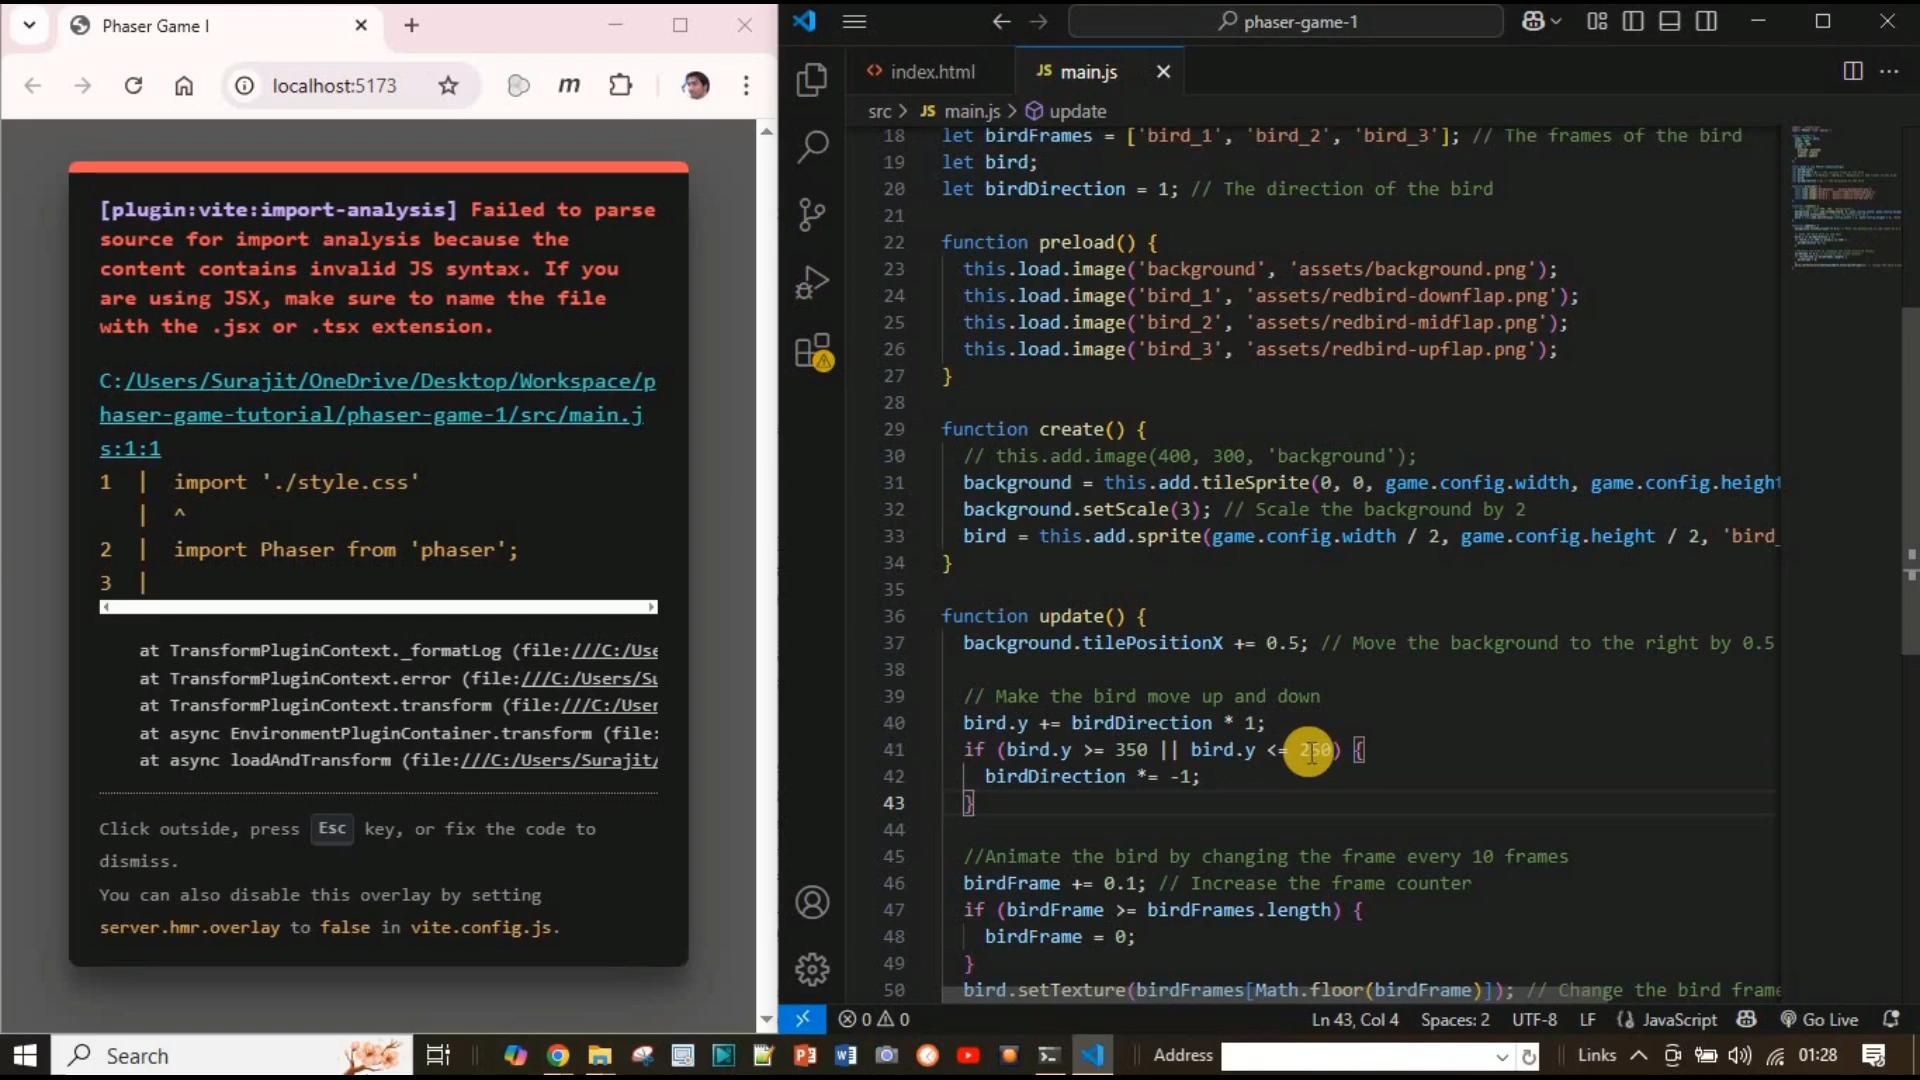 Phaser Game I
phaser-game-1
localhost:5173
m
index.html
JS main.js
src > JS main.js > update
[plugin:vite:import-analysis] Failed to parse
source for import analysis because the
content contains invalid JS syntax. If you
are using JSX, make sure to name the file
with the .jsx or .tsx extension.
C:/Users/Surajit/OneDrive/Desktop/Workspace/p
haser-game-tutorial/phaser-game-1/src/main.j
s:1:1
1 | import './style.css'
| ^
2 | import Phaser from 'phaser';
3 |
at TransformPluginContext._formatLog (file:///C:/Use
at TransformPluginContext.error (file:///C:/Users/Su
at TransformPluginContext.transform (file:///C:/User
at async EnvironmentPluginContainer.transform (file:
at async loadAndTransform (file:///C:/Users/Surajit/
Click outside, press Esc key, or fix the code to
dismiss.
You can also disable this overlay by setting
server.hmr.overlay to false in vite.config.js.
18 let birdFrames = ['bird_1', 'bird_2', 'bird_3']; // The frames of the bird
19 let bird;
20 let birdDirection = 1; // The direction of the bird
21
22 function preload() {
23 this.load.image('background', 'assets/background.png');
24 this.load.image('bird_1', 'assets/redbird-downflap.png');
25 this.load.image('bird_2', 'assets/redbird-midflap.png');
26 this.load.image('bird_3', 'assets/redbird-upflap.png');
27 }
28
29 function create() {
30 // this.add.image(400, 300, 'background');
31 background = this.add.tileSprite(0, 0, game.config.width, game.config.height
32 background.setScale(3); // Scale the background by 2
33 bird = this.add.sprite(game.config.width / 2, game.config.height / 2, 'bird_
34 }
35
36 function update() {
37 background.tilePositionX += 0.5; // Move the background to the right by 0.5
38
39 // Make the bird move up and down
40 bird.y += birdDirection * 1;
41 if (bird.y >= 350 || bird.y <= 250) {
42 birdDirection *= -1;
43 }
44
45 //Animate the bird by changing the frame every 10 frames
46 birdFrame += 0.1; // Increase the frame counter
47 if (birdFrame >= birdFrames.length) {
48 birdFrame = 0;
49 }
50 bird.setTexture(birdFrames[Math.floor(birdFrame)]); // Change the bird frame
0 0
Ln 43, Col 4
Spaces: 2
UTF-8
LF
JavaScript
Go Live
Search
Address
Links
01:28